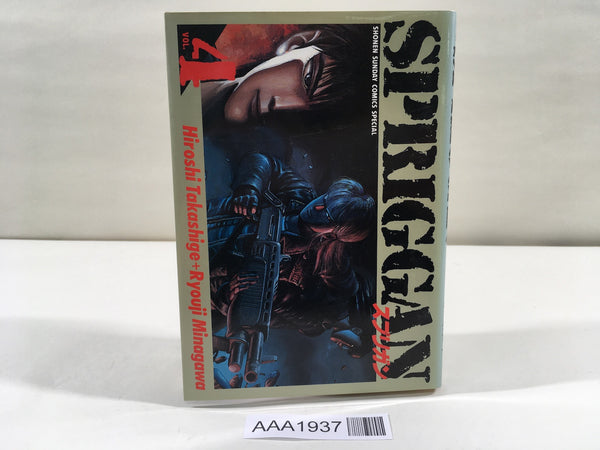 SPRIGGAN
スプリガン
SHONEN SUNDAY COMICS SPECIAL
VOL. 4
Hiroshi Takashige+Ryouji Minagawa
AAA1937